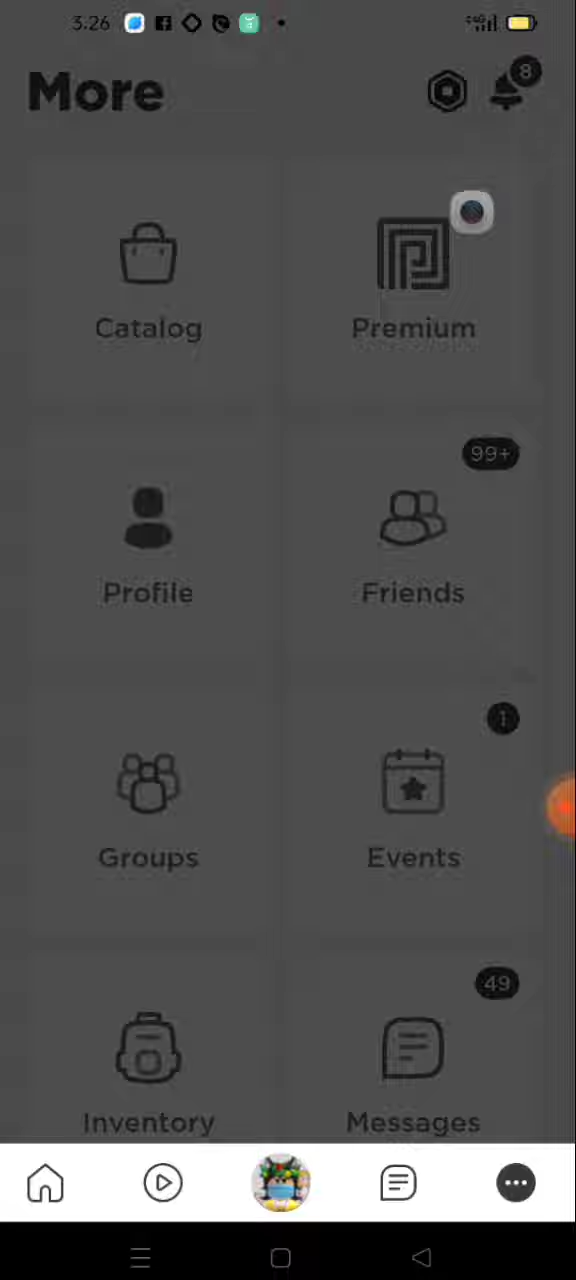 3.26
More
8
Catalog
Premium
99+
Profile
Friends
1
Groups
Events
49
Inventory
Messages